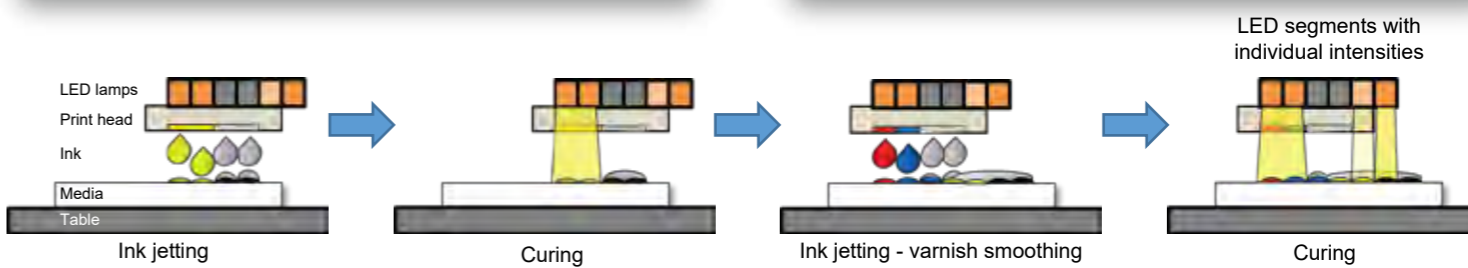 LED segments with
individual intensities
LED lamps
Print head
Ink
Media
Table
Ink jetting
Curing
Ink jetting - varnish smoothing
Curing